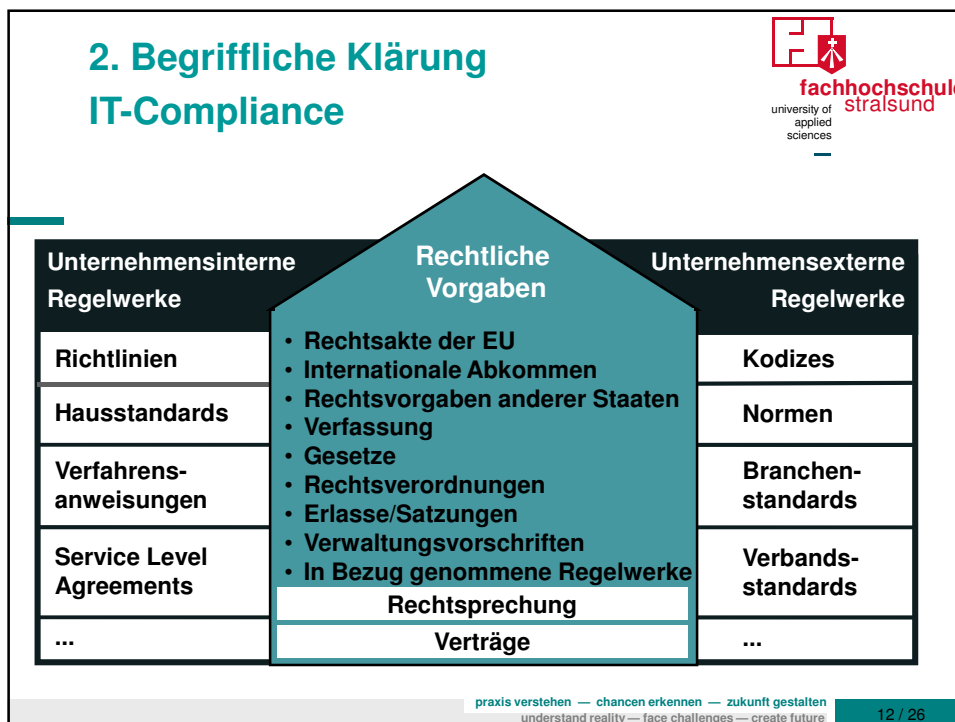 2. Begriffliche Klärung
IT-Compliance
fachhochschule
stralsund
university of
applied
sciences
Unternehmensinterne
Regelwerke
Richtlinien
Hausstandards
Verfahrens-
anweisungen
Service Level
Agreements
...
Rechtliche
Vorgaben
• Rechtsakte der EU
• Internationale Abkommen
• Rechtsvorgaben anderer Staaten
• Verfassung
• Gesetze
• Rechtsverordnungen
• Erlasse/Satzungen
• Verwaltungsvorschriften
• In Bezug genommene Regelwerke
Rechtsprechung
Verträge
Unternehmensexterne
Regelwerke
Kodizes
Normen
Branchen-
standards
Verbands-
standards
...
praxis verstehen — chancen erkennen — zukunft gestalten
understand reality — face challenges — create future
12 / 26